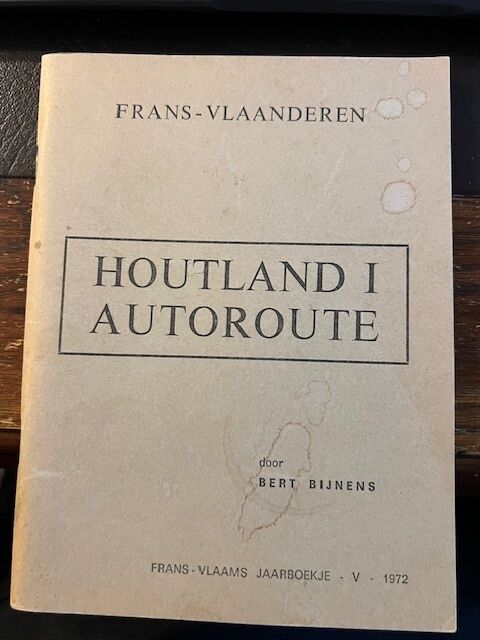 FRANS-VLAANDEREN
HOUTLAND I
AUTOROUTE
door
BERT BIJNENS
FRANS-VLAAMS JAARBOEKJE - V - 1972